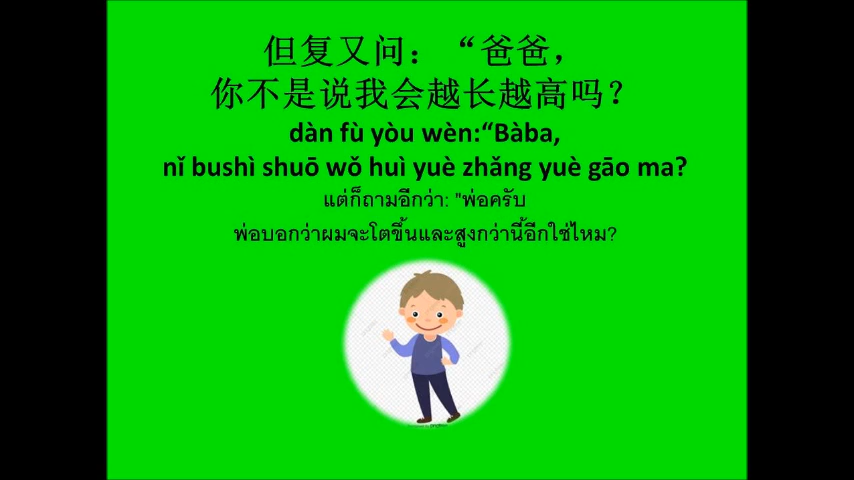 但复又问：“爸爸，
你不是说我会越长越高吗？
dàn fù yòu wèn:“Bàba,
nǐ bushì shuō wǒ huì yuè zhǎng yuè gāo ma?
แต่ก็ถามอีกว่า: "พ่อครับ
พ่อบอกว่าผมจะโตขึ้นและสูงกว่านี้อีกใช่ไหม?